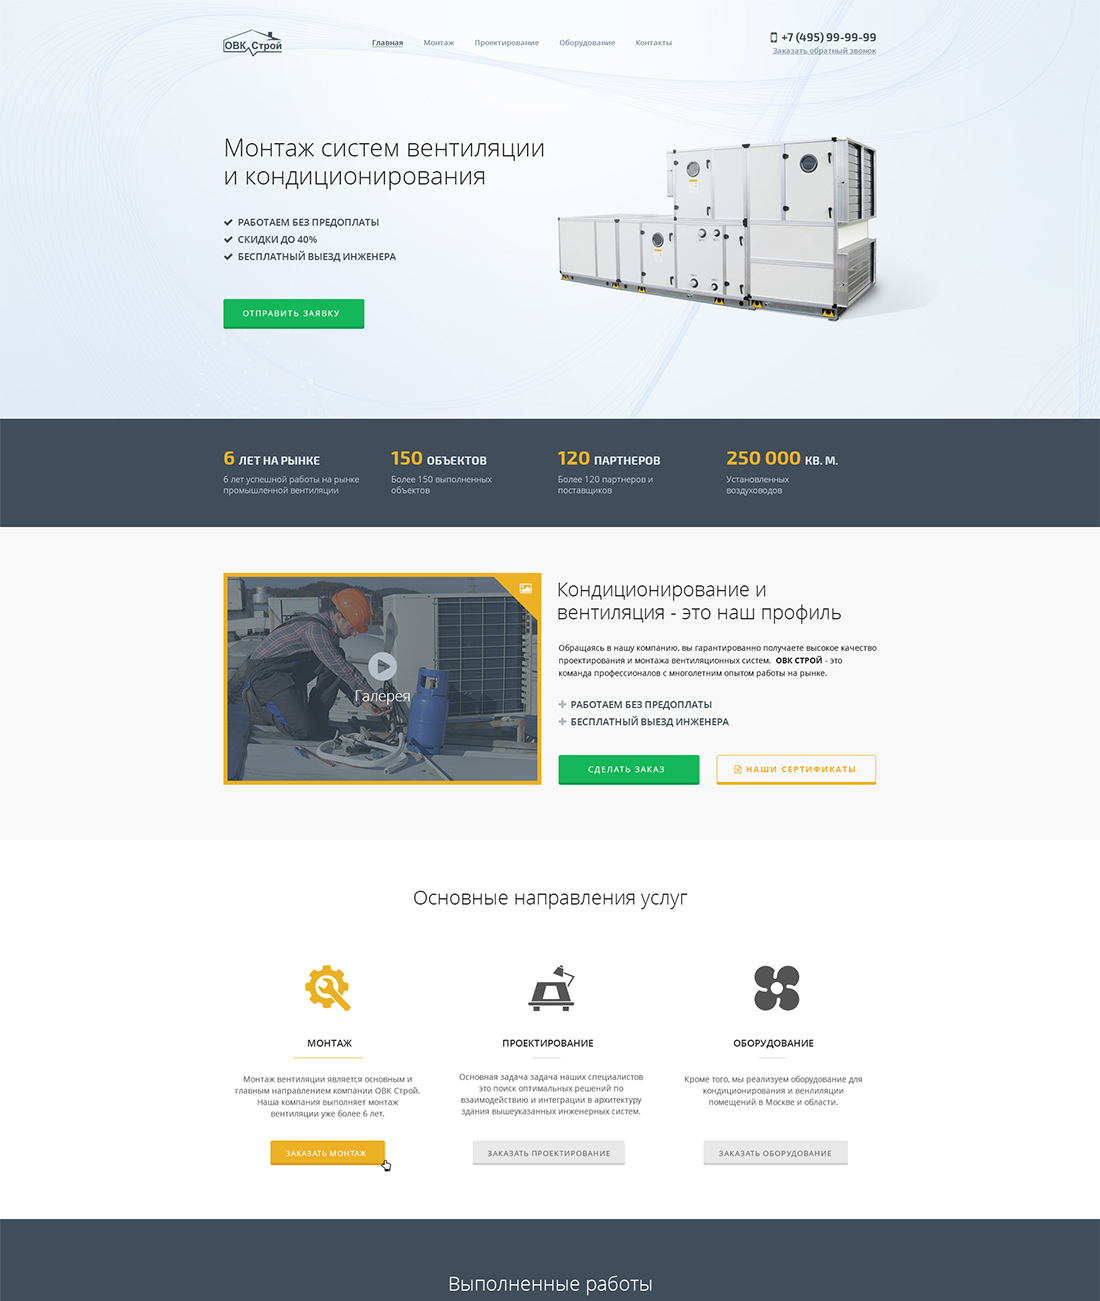 ОВК Строй
Главная Монтаж Проектирование Оборудование Контакты
+7 (495) 99-99-99
Заказать обратный звонок
Монтаж систем вентиляции
и кондиционирования
РАБОТАЕМ БЕЗ ПРЕДОПЛАТЫ
СКИДКИ ДО 40%
БЕСПЛАТНЫЙ ВЫЕЗД ИНЖЕНЕРА
ОТПРАВИТЬ ЗАЯВКУ
6 ЛЕТ НА РЫНКЕ
6 лет успешной работы на рынке
промышленной вентиляции
150 ОБЪЕКТОВ
Более 150 выполненных
объектов
120 ПАРТНЕРОВ
Более 120 партнеров и
поставщиков
250 000 КВ. М.
Установленных
воздуховодов
Галерея
Кондиционирование и
вентиляция - это наш профиль
Обращаясь в нашу компанию, вы гарантированно получаете высокое качество
проектирования и монтажа вентиляционных систем. ОВК СТРОЙ - это
команда профессионалов с многолетним опытом работы на рынке.
РАБОТАЕМ БЕЗ ПРЕДОПЛАТЫ
БЕСПЛАТНЫЙ ВЫЕЗД ИНЖЕНЕРА
СДЕЛАТЬ ЗАКАЗ
НАШИ СЕРТИФИКАТЫ
Основные направления услуг
МОНТАЖ
Монтаж вентиляции является основным и
главным направлением компании ОВК Строй.
Наша компания выполняет монтаж
вентиляции уже более 6 лет.
ЗАКАЗАТЬ МОНТАЖ
ПРОЕКТИРОВАНИЕ
Основная задача задача наших специалистов
это поиск оптимальных решений по
взаимодействию и интеграции в архитектуру
здания вышеуказанных инженерных систем.
ЗАКАЗАТЬ ПРОЕКТИРОВАНИЕ
ОБОРУДОВАНИЕ
Кроме того, мы реализуем оборудование для
кондиционирования и венлиляции
помещений в Москве и области.
ЗАКАЗАТЬ ОБОРУДОВАНИЕ
Выполненные работы